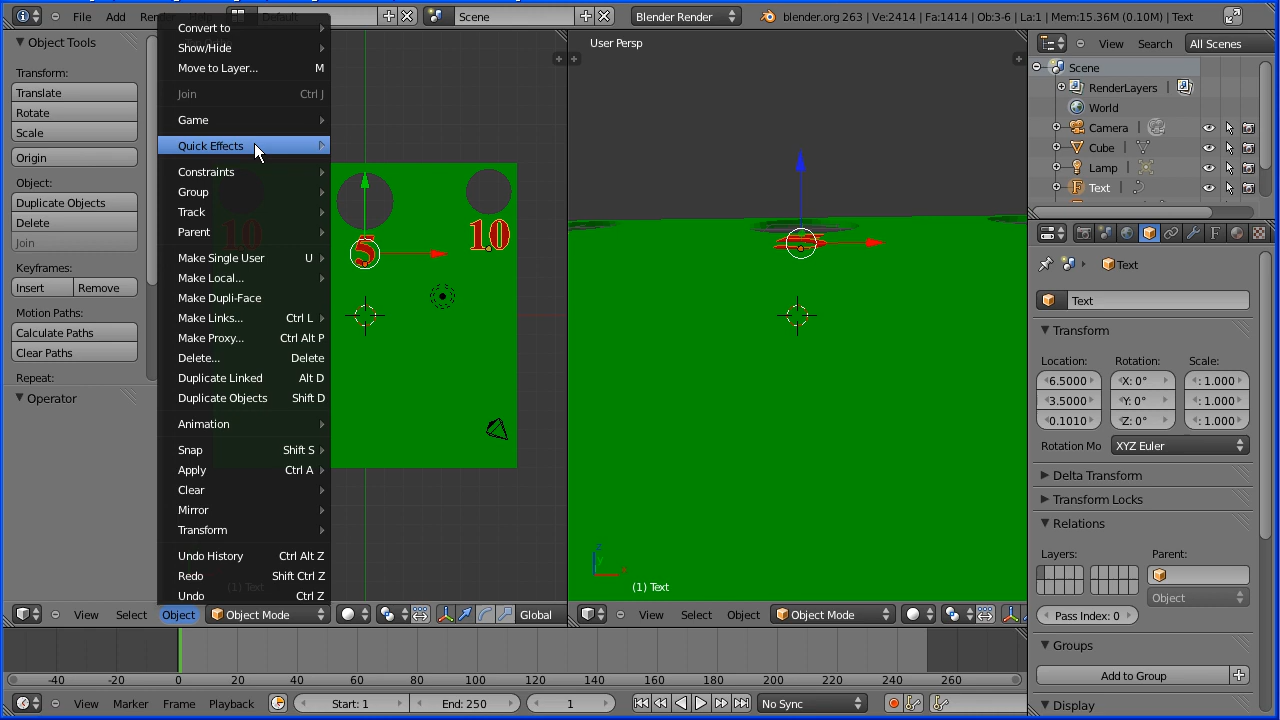 File
Add
Default
Scene
Blender Render
blender.org 263 | Ve:2414 | Fa:1414 | Ob:3-6 | La:1 | Mem:15.36M (0.10M) | Text
Object Tools
Transform:
Translate
Rotate
Scale
Origin
Object:
Duplicate Objects
Delete
Join
Keyframes:
Insert
Remove
Motion Paths:
Calculate Paths
Clear Paths
Repeat:
Operator
Convert to
Show/Hide
Move to Layer... M
Join Ctrl J
Game
Quick Effects
Constraints
Group
Track
Parent
Make Single User U
Make Local...
Make Dupli-Face
Make Links... Ctrl L
Make Proxy... Ctrl Alt P
Delete... Delete
Duplicate Linked Alt D
Duplicate Objects Shift D
Animation
Snap Shift S
Apply Ctrl A
Clear
Mirror
Transform
Undo History Ctrl Alt Z
Redo Shift Ctrl Z
Undo Ctrl Z
10
5
10
(1) Text
User Persp
5
(1) Text
View
Select
Object
Object Mode
Global
View
Select
Object
Object Mode
View
Search
All Scenes
Scene
RenderLayers
World
Camera
Cube
Lamp
Text
Text
Text
Transform
Location:
Rotation:
Scale:
6.5000
X: 0°
: 1.000
3.5000
Y: 0°
: 1.000
0.1010
Z: 0°
: 1.000
Rotation Mo
XYZ Euler
Delta Transform
Transform Locks
Relations
Layers:
Parent:
Object
Pass Index: 0
Groups
Add to Group
Display
-40 -20 0 20 40 60 80 100 120 140 160 180 200 220 240 260
View
Marker
Frame
Playback
Start: 1
End: 250
1
No Sync